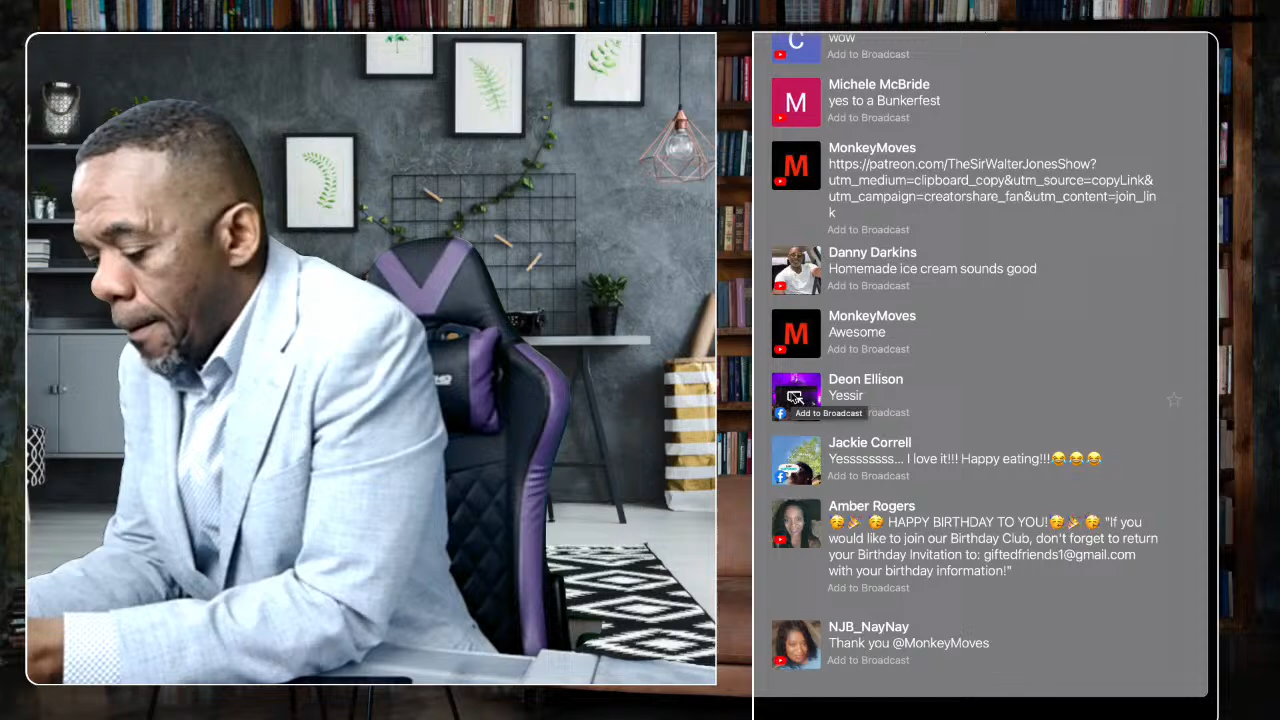 C
wow
Add to Broadcast
Michele McBride
M
yes to a Bunkerfest
Add to Broadcast
MonkeyMoves
M
https://patreon.com/TheSirWalterJonesShow?
utm_medium=clipboard_copy&utm_source=copyLink&
utm_campaign=creatorshare_fan&utm_content=join_lin
k
Add to Broadcast
Danny Darkins
Homemade ice cream sounds good
Add to Broadcast
MonkeyMoves
M
Awesome
Add to Broadcast
Deon Ellison
Yessir
Add to Broadcast
roadcast
Jackie Correll
Yessssssss... I love it!!! Happy eating!!!😂😂😂
Add to Broadcast
Amber Rogers
🥳🎉 🥳 HAPPY BIRTHDAY TO YOU!🥳🎉 🥳 "If you
would like to join our Birthday Club, don't forget to return
your Birthday Invitation to: giftedfriends1@gmail.com
with your birthday information!"
Add to Broadcast
NJB_NayNay
Thank you @MonkeyMoves
Add to Broadcast